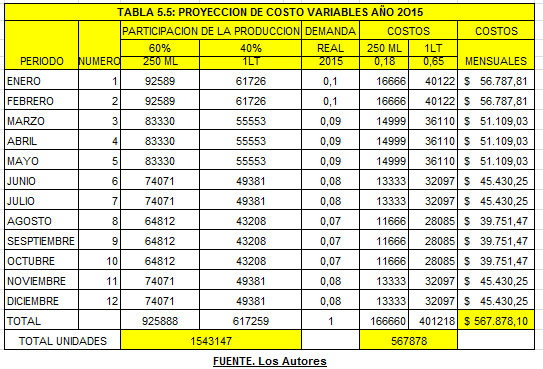 TABLA 5.5: PROYECCION DE COSTO VARIABLES AÑO 2O15
PARTICIPACION DE LA PRODUCCION DEMANDA COSTOS COSTOS
60% 40% REAL 250 ML 1LT
PERIODO NUMERO 250 ML 1LT 2015 0,18 0,65 MENSUALES
ENERO 1 92589 61726 0,1 16666 40122 $ 56.787,81
FEBRERO 2 92589 61726 0,1 16666 40122 $ 56.787,81
MARZO 3 83330 55553 0,09 14999 36110 $ 51.109,03
ABRIL 4 83330 55553 0,09 14999 36110 $ 51.109,03
MAYO 5 83330 55553 0,09 14999 36110 $ 51.109,03
JUNIO 6 74071 49381 0,08 13333 32097 $ 45.430,25
JULIO 7 74071 49381 0,08 13333 32097 $ 45.430,25
AGOSTO 8 64812 43208 0,07 11666 28085 $ 39.751,47
SESPTIEMBRE 9 64812 43208 0,07 11666 28085 $ 39.751,47
OCTUBRE 10 64812 43208 0,07 11666 28085 $ 39.751,47
NOVIEMBRE 11 74071 49381 0,08 13333 32097 $ 45.430,25
DICIEMBRE 12 74071 49381 0,08 13333 32097 $ 45.430,25
TOTAL 925888 617259 1 166660 401218 $ 567.878,10
TOTAL UNIDADES 1543147 567878
FUENTE. Los Autores